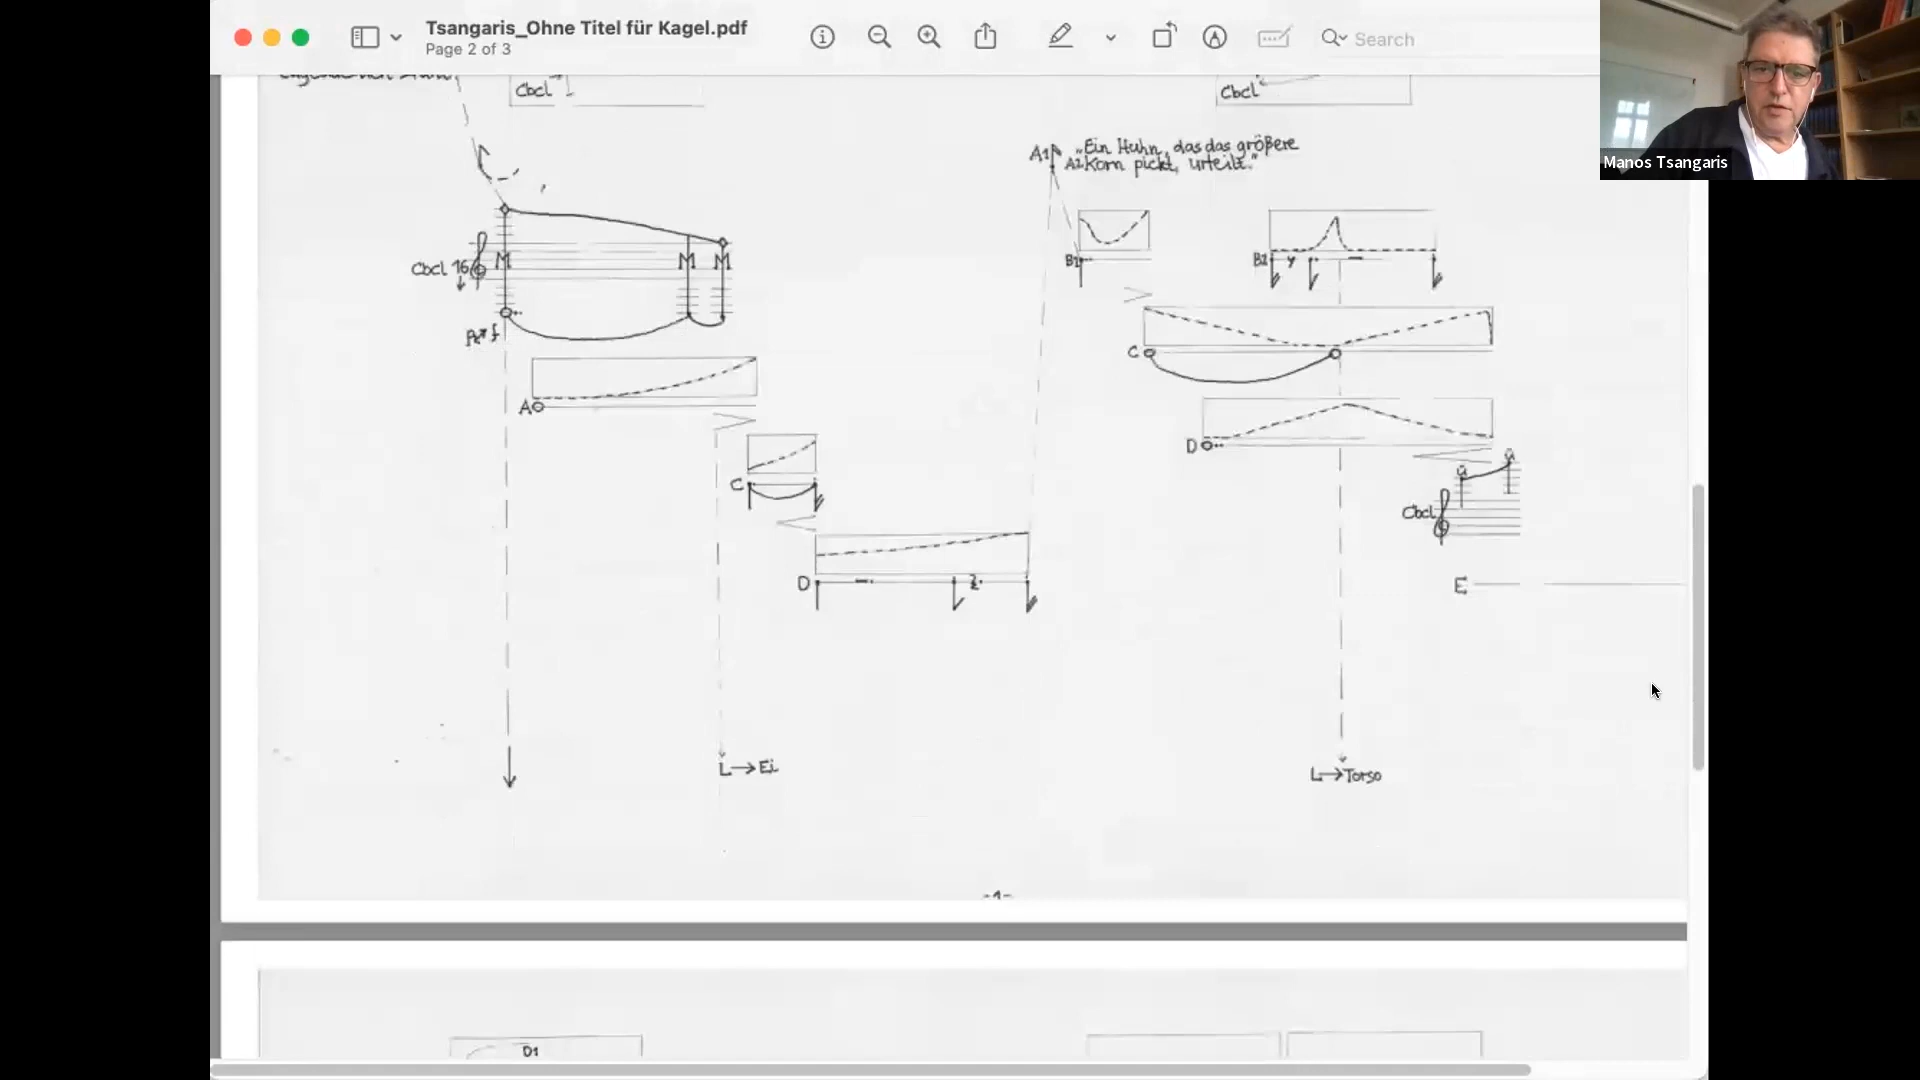 Tsangaris_Ohne Titel für Kagel.pdf
Page 2 of 3
Search
Manos Tsangaris
Cbcl
Cbcl
A1
„Ein Huhn, das das größere
A2 Korn pickt, urteilt."
Cbcl 16
M
M
M
B1
B2
C
A
D
C
Cbcl
ü
ü
D
E
L→Ei
L→Torso
-1-
D1